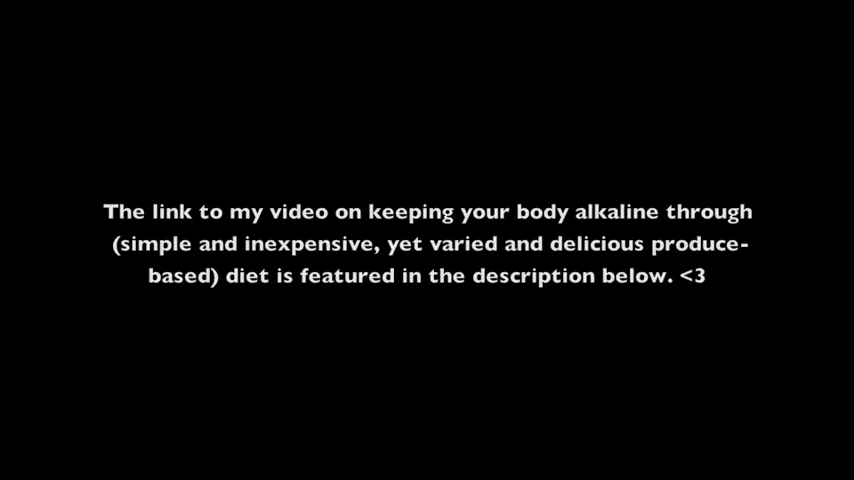 The link to my video on keeping your body alkaline through
(simple and inexpensive, yet varied and delicious produce-
based) diet is featured in the description below. <3